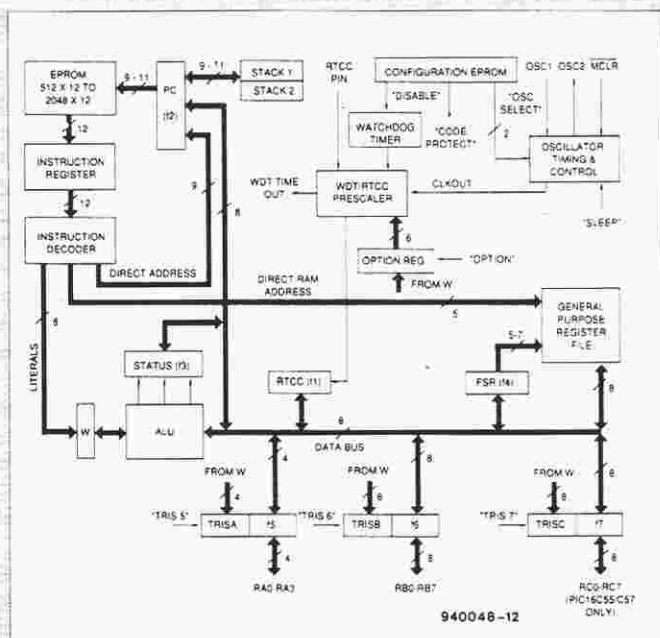 EPROM
512 X 12 TO
2048 X 12
9-11
PC
(f2)
9-11
STACK 1
STACK 2
RTCC
PIN
CONFIGURATION EPROM
OSC1 OSC2 MCLR
"DISABLE"
"CODE
PROTECT"
"OSC
SELECT"
2
WATCHDOG
TIMER
OSCILLATOR
TIMING &
CONTROL
12
INSTRUCTION
REGISTER
12
INSTRUCTION
DECODER
9
8
WDT TIME
OUT
WDT/RTCC
PRESCALER
CLKOUT
"SLEEP"
6
OPTION REG.
"OPTION"
FROM W
DIRECT ADDRESS
DIRECT RAM
ADDRESS
5
GENERAL
PURPOSE
REGISTER
FILE
LITERALS
8
STATUS (f3)
RTCC (f1)
FSR (f4)
5-7
8
W
ALU
8
DATA BUS
FROM W
4
4
FROM W
8
8
FROM W
8
8
"TRIS 5"
TRISA
f5
"TRIS 6"
TRISB
f6
"TRIS 7"
TRISC
f7
4
8
8
RA0-RA3
RB0-RB7
RC0-RC7
(PIC16C55/C57
ONLY)
940048-12